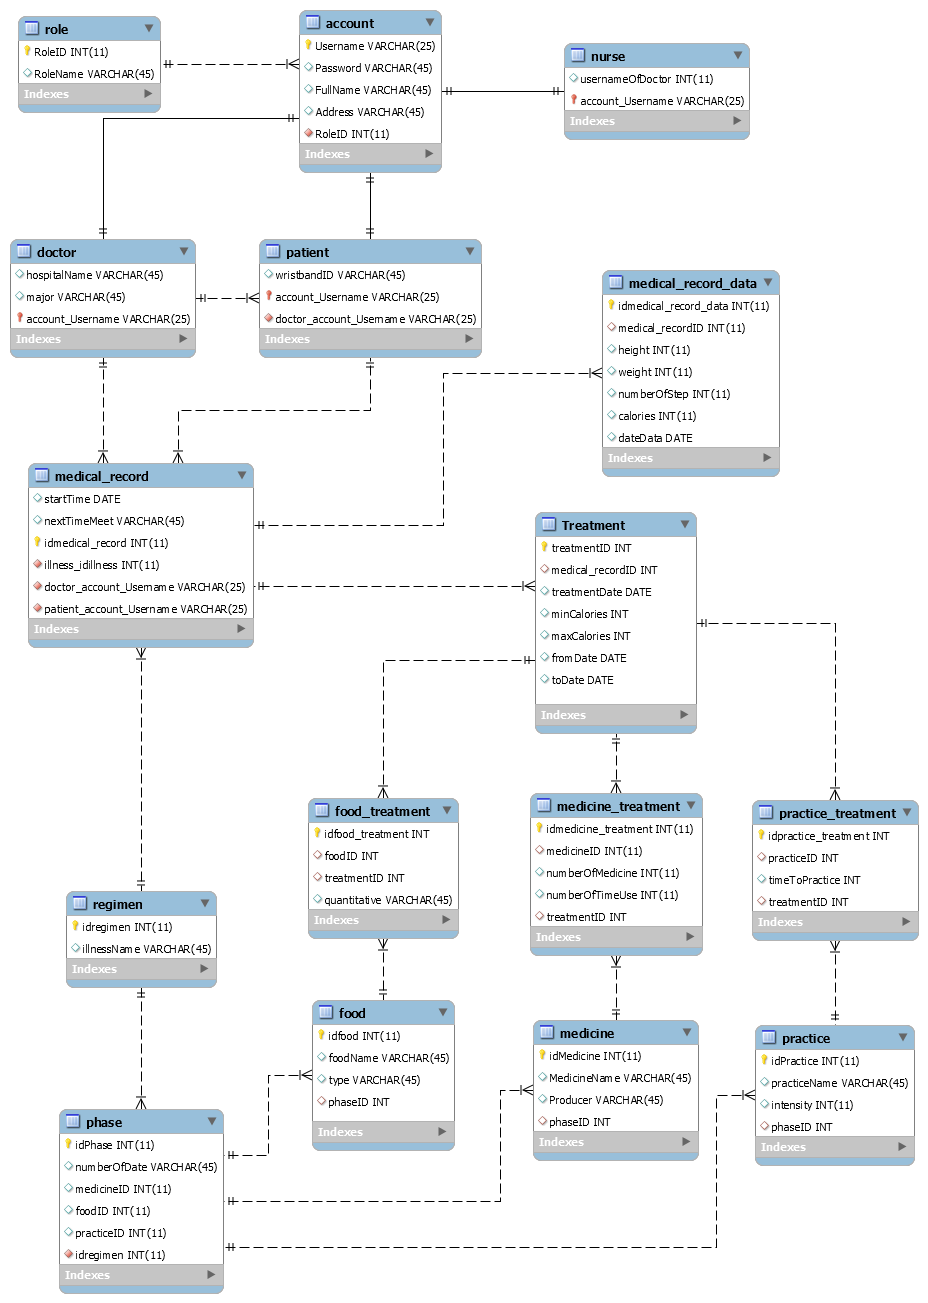 role
RoleID INT(11)
RoleName VARCHAR(45)
Indexes
account
Username VARCHAR(25)
Password VARCHAR(45)
FullName VARCHAR(45)
Address VARCHAR(45)
RoleID INT(11)
Indexes
nurse
usernameOfDoctor INT(11)
account_Username VARCHAR(25)
Indexes
doctor
hospitalName VARCHAR(45)
major VARCHAR(45)
account_Username VARCHAR(25)
Indexes
patient
wristbandID VARCHAR(45)
account_Username VARCHAR(25)
doctor_account_Username VARCHAR(25)
Indexes
medical_record_data
idmedical_record_data INT(11)
medical_recordID INT(11)
height INT(11)
weight INT(11)
numberOfStep INT(11)
calories INT(11)
dateData DATE
Indexes
medical_record
startTime DATE
nextTimeMeet VARCHAR(45)
idmedical_record INT(11)
illness_idillness INT(11)
doctor_account_Username VARCHAR(25)
patient_account_Username VARCHAR(25)
Indexes
Treatment
treatmentID INT
medical_recordID INT
treatmentDate DATE
minCalories INT
maxCalories INT
fromDate DATE
toDate DATE
Indexes
food_treatment
idfood_treatment INT
foodID INT
treatmentID INT
quantitative VARCHAR(45)
Indexes
medicine_treatment
idmedicine_treatment INT(11)
medicineID INT(11)
numberOfMedicine INT(11)
numberOfTimeUse INT(11)
treatmentID INT
Indexes
practice_treatment
idpractice_treatment INT
practiceID INT
timeToPractice INT
treatmentID INT
Indexes
regimen
idregimen INT(11)
illnessName VARCHAR(45)
Indexes
food
idfood INT(11)
foodName VARCHAR(45)
type VARCHAR(45)
phaseID INT
Indexes
medicine
idMedicine INT(11)
MedicineName VARCHAR(45)
Producer VARCHAR(45)
phaseID INT
Indexes
practice
idPractice INT(11)
practiceName VARCHAR(45)
intensity INT(11)
phaseID INT
Indexes
phase
idPhase INT(11)
numberOfDate VARCHAR(45)
medicineID INT(11)
foodID INT(11)
practiceID INT(11)
idregimen INT(11)
Indexes